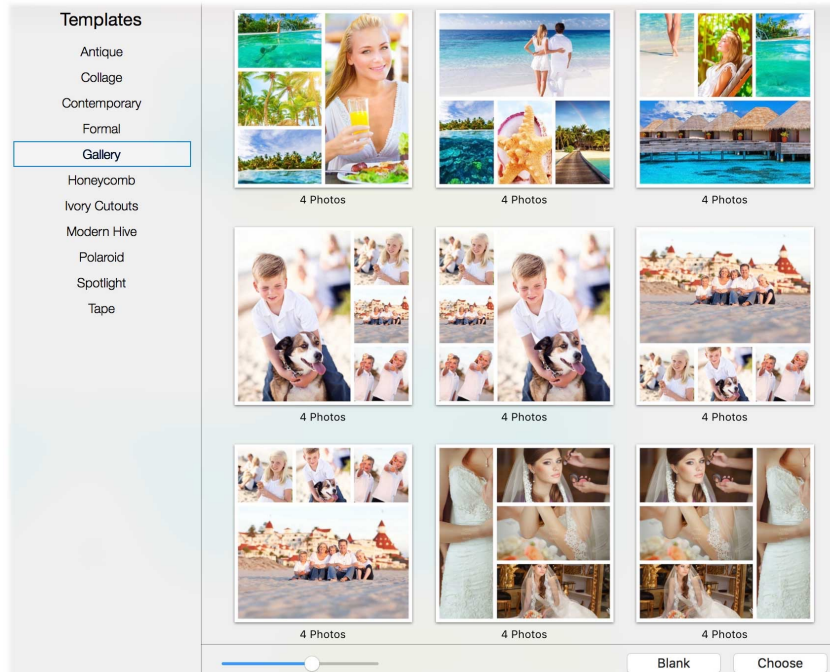 Templates
Antique
Collage
Contemporary
Formal
Gallery
Honeycomb
Ivory Cutouts
Modern Hive
Polaroid
Spotlight
Tape
4 Photos
4 Photos
4 Photos
4 Photos
4 Photos
4 Photos
4 Photos
4 Photos
4 Photos
Blank
Choose